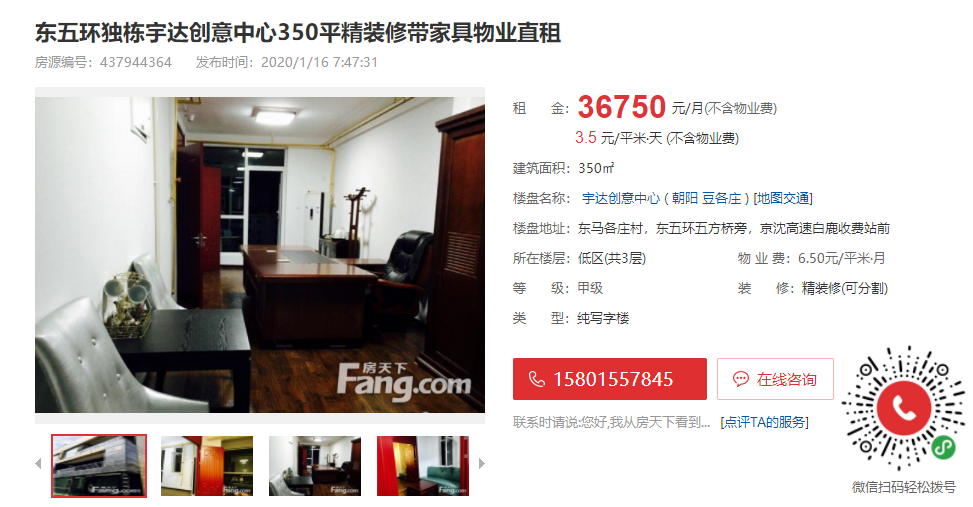 东五环独栋宇达创意中心350平精装修带家具物业直租
房源编号：437944364 发布时间：2020/1/16 7:47:31
租 金： 36750 元/月(不含物业费)
3.5 元/平米·天 (不含物业费)
建筑面积： 350㎡
楼盘名称： 宇达创意中心 ( 朝阳 豆各庄 ) [地图交通]
楼盘地址： 东马各庄村，东五环五方桥旁，京沈高速白鹿收费站前
所在楼层： 低区(共3层) 物 业 费： 6.50元/平米·月
等 级： 甲级 装 修： 精装修(可分割)
类 型： 纯写字楼
房天下
Fang.com
15801557845 在线咨询
联系时请说:您好,我从房天下看到... [点评TA的服务]
微信扫码轻松拨号